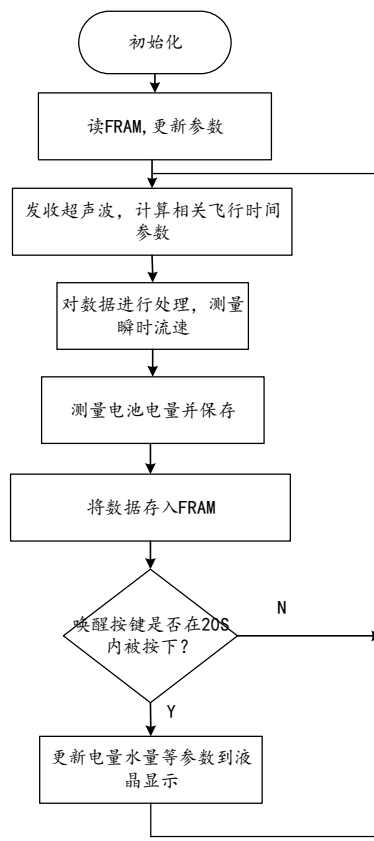 初始化
读FRAM,更新参数
发收超声波，计算相关飞行时间
参数
对数据进行处理，测量
瞬时流速
测量电池电量并保存
将数据存入FRAM
唤醒按键是否在20S
内被按下？
N
Y
更新电量水量等参数到液
晶显示